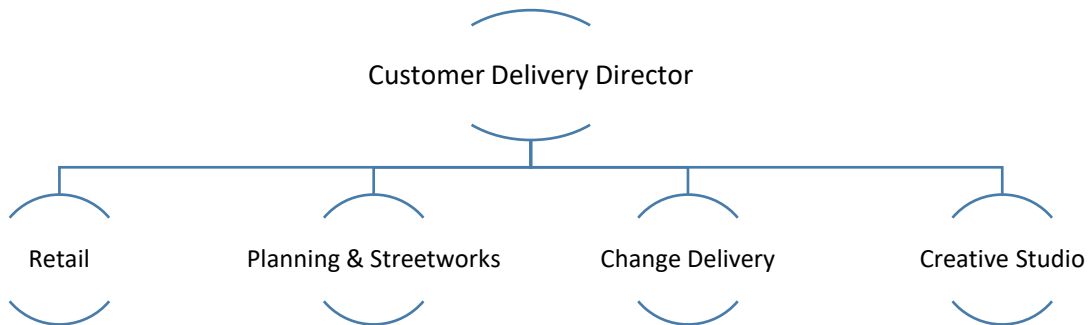 Customer Delivery Director
Retail
Planning & Streetworks
Change Delivery
Creative Studio